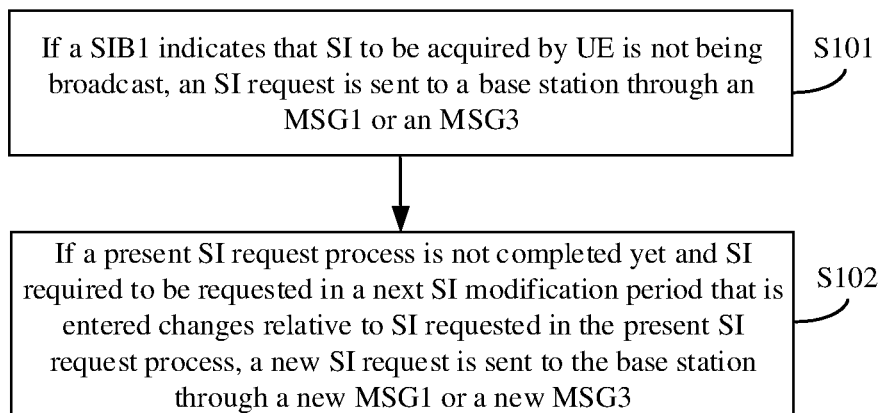 If a SIB1 indicates that SI to be acquired by UE is not being
broadcast, an SI request is sent to a base station through an
MSG1 or an MSG3
S101
If a present SI request process is not completed yet and SI
required to be requested in a next SI modification period that is
entered changes relative to SI requested in the present SI
request process, a new SI request is sent to the base station
through a new MSG1 or a new MSG3
S102